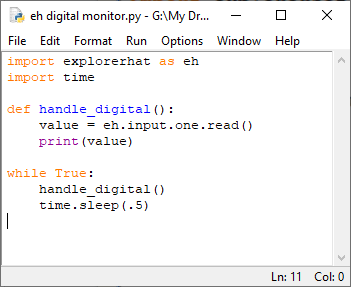 eh digital monitor.py - G:\My Dr...
File Edit Format Run Options Window Help
import explorerhat as eh
import time

def handle_digital():
    value = eh.input.one.read()
    print(value)

while True:
    handle_digital()
    time.sleep(.5)
Ln: 11 Col: 0